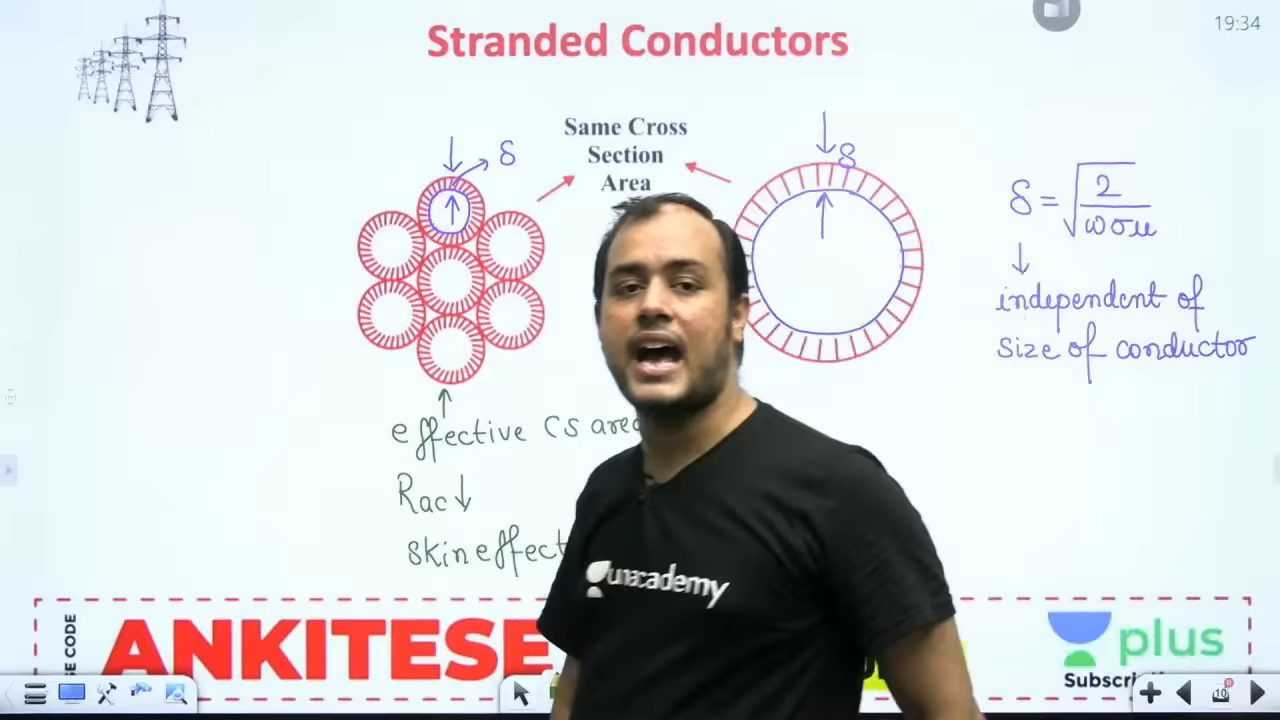 Stranded Conductors
19:34
Same Cross
Section
Area
δ
δ
δ = √2/ωσμ
independent of
size of conductor
effective CS area
Rac↓
skin effect
ANKITESE
unacademy
plus
10